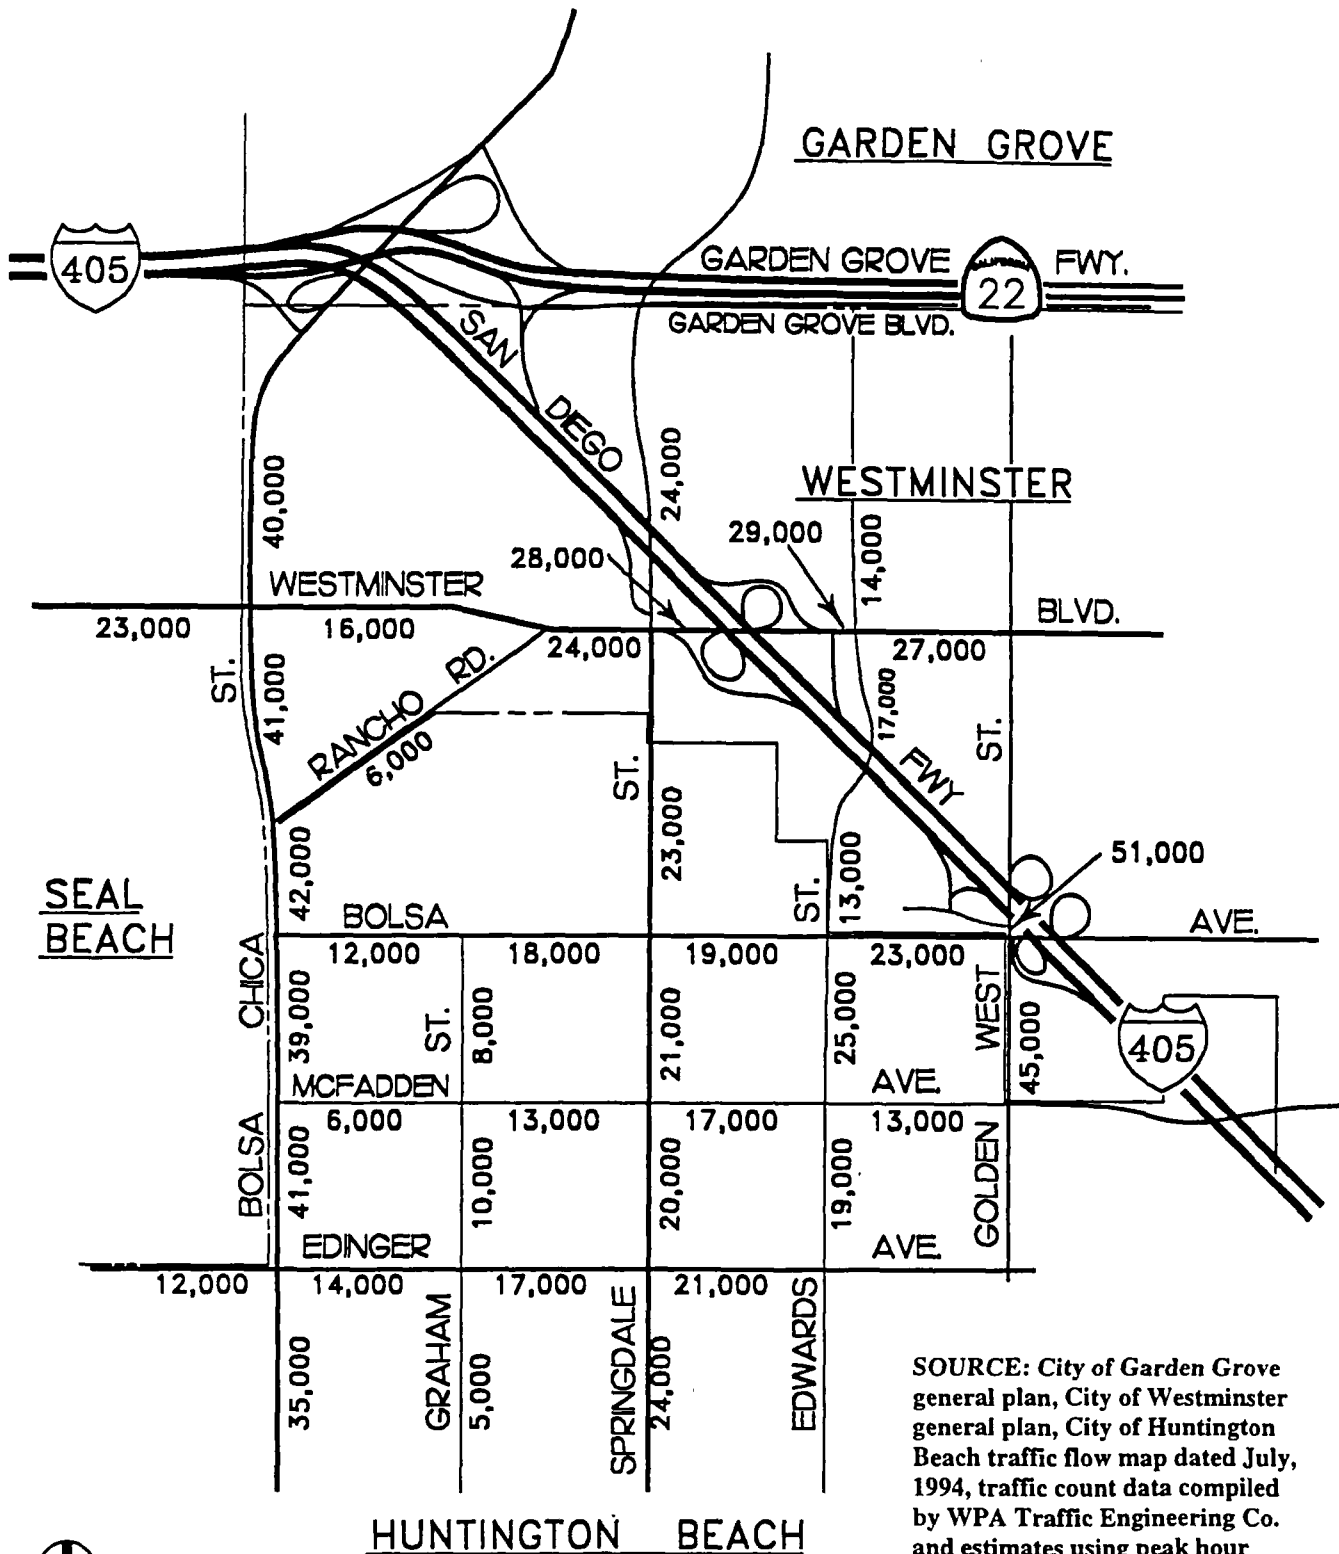 GARDEN GROVE
405
GARDEN GROVE
CALIFORNIA
22
FWY.
GARDEN GROVE BLVD.
SAN
DIEGO
24,000
40,000
WESTMINSTER
29,000
28,000
14,000
WESTMINSTER
BLVD.
23,000
16,000
24,000
27,000
ST.
41,000
RANCHO
RD.
6,000
17,000
ST.
FWY
ST.
23,000
42,000
13,000
ST.
51,000
SEAL
BEACH
BOLSA
AVE.
12,000
18,000
19,000
23,000
CHICA
39,000
ST.
8,000
21,000
25,000
WEST
45,000
405
MCFADDEN
AVE.
6,000
13,000
17,000
13,000
BOLSA
41,000
10,000
20,000
19,000
GOLDEN
EDINGER
AVE.
12,000
14,000
17,000
21,000
35,000
GRAHAM
5,000
SPRINGDALE
24,000
EDWARDS
SOURCE: City of Garden Grove
general plan, City of Westminster
general plan, City of Huntington
Beach traffic flow map dated July,
1994, traffic count data compiled
by WPA Traffic Engineering Co.
and estimates using peak hour
HUNTINGTON BEACH